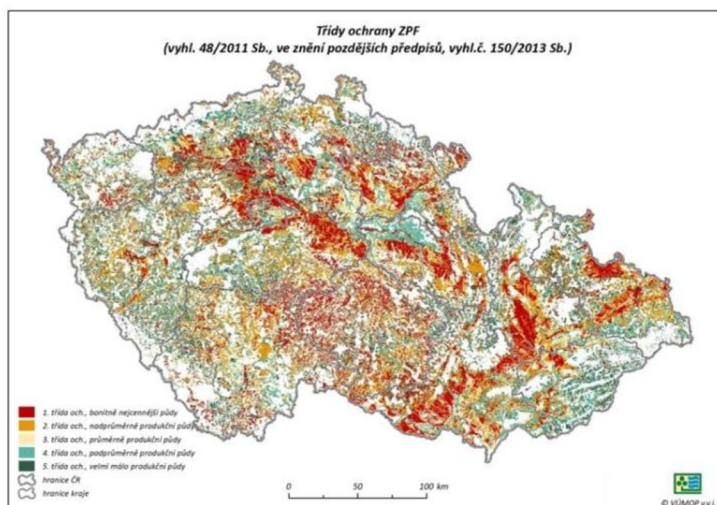 Třídy ochrany ZPF
(vyhl. 48/2011 Sb., ve znění pozdějších předpisů, vyhl.č. 150/2013 Sb.)
1. třída och., bonitně nejcennější půdy
2. třída och., nadprůměrně produkční půdy
3. třída och., průměrně produkční půdy
4. třída och., podprůměrně produkční půdy
5. třída och., velmi málo produkční půdy
hranice ČR
hranice kraje
0 50 100 km
© VÚMOP v.v.i.